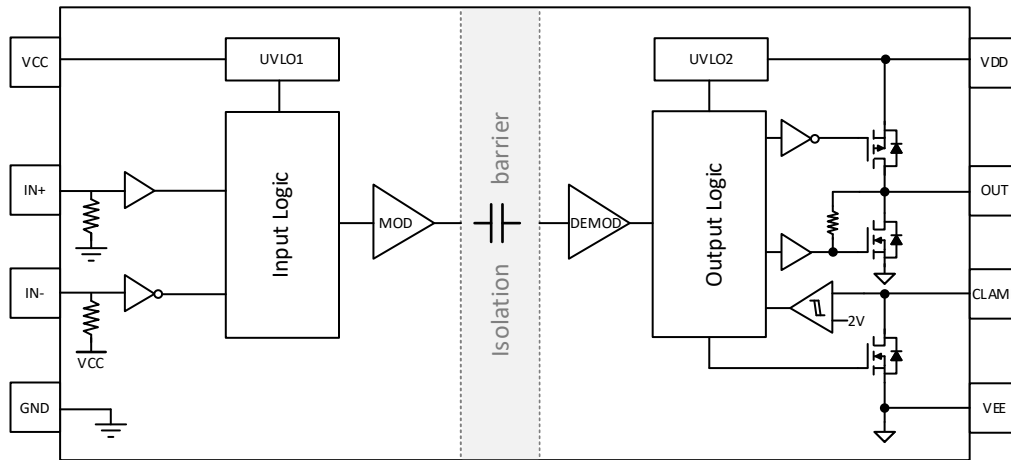 VCC
UVLO1
UVLO2
VDD
IN+
Input Logic
MOD
Isolation barrier
DEMOD
Output Logic
OUT
IN-
VCC
CLAM
2V
GND
VEE